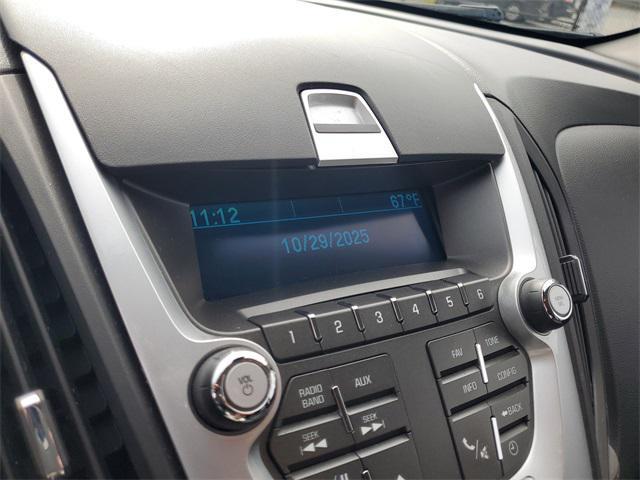 11:12 67°F
10/29/2025
1 2 3 4 5 6
FAV TONE
INFO CONFIG
RADIO BAND AUX
VOL
SEEK SEEK
BACK
MENU